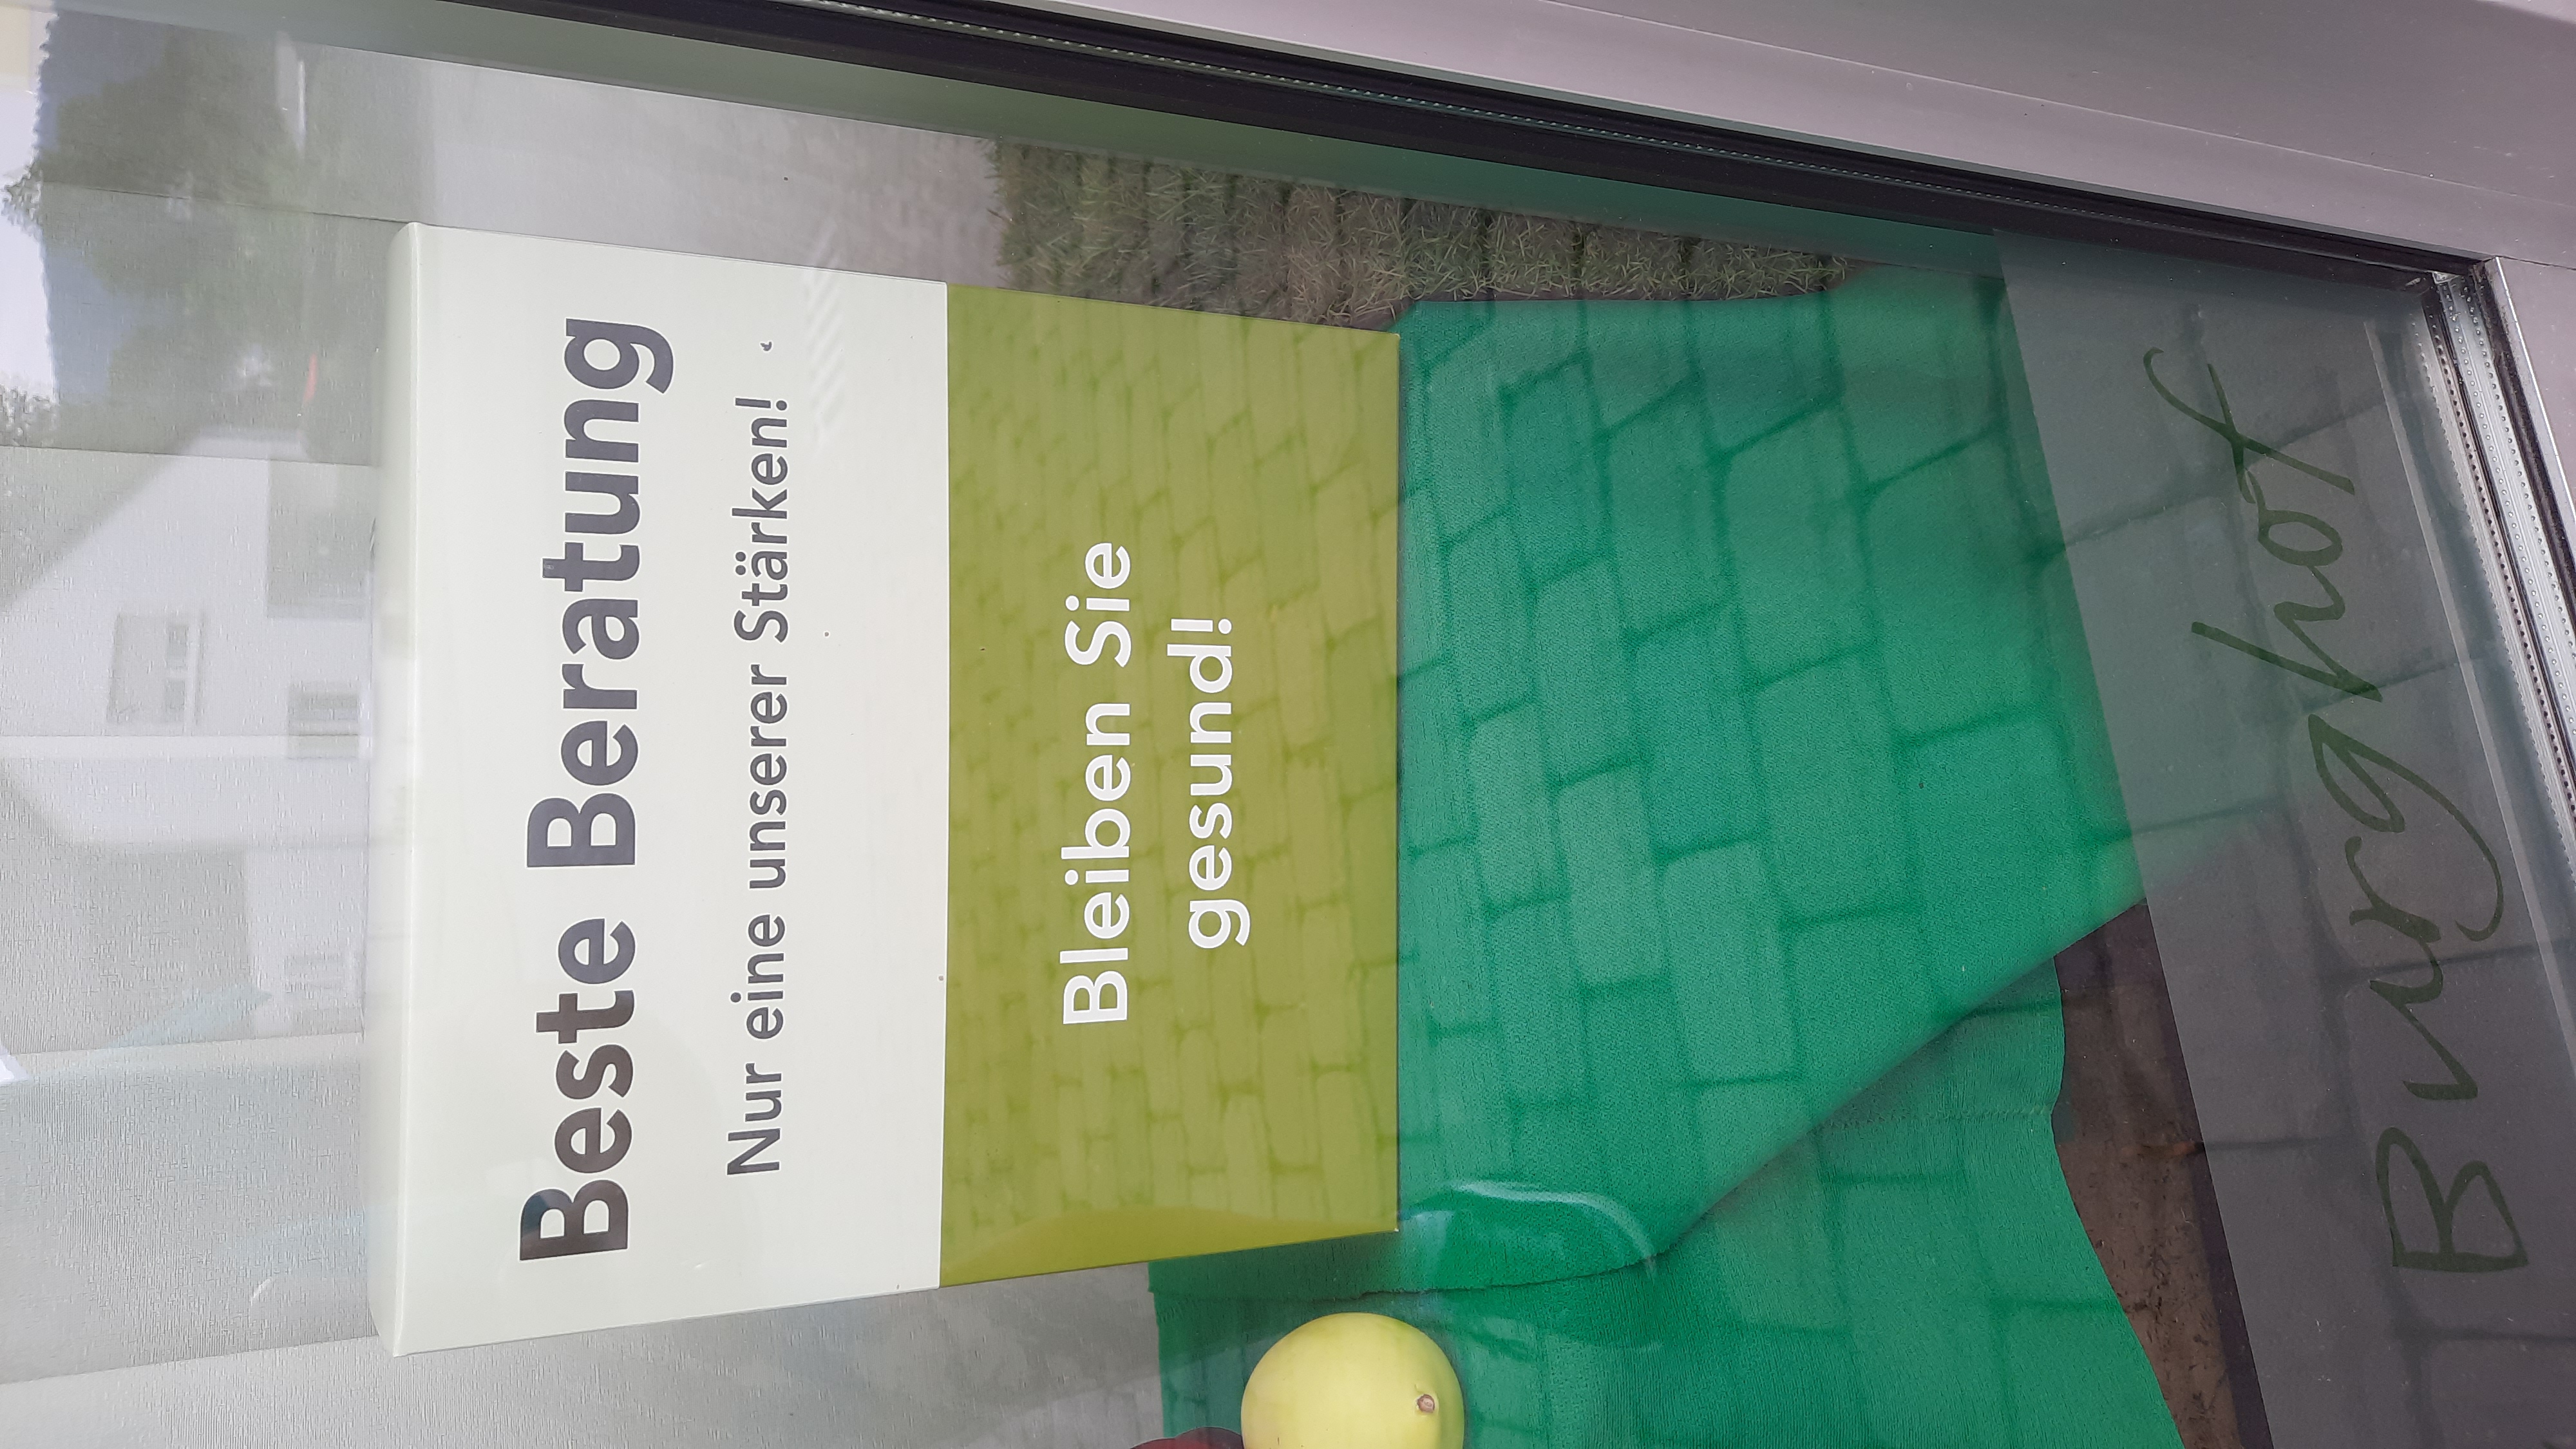 Beste Beratung
Nur eine unserer Stärken!
Bleiben Sie
gesund!
Burghof